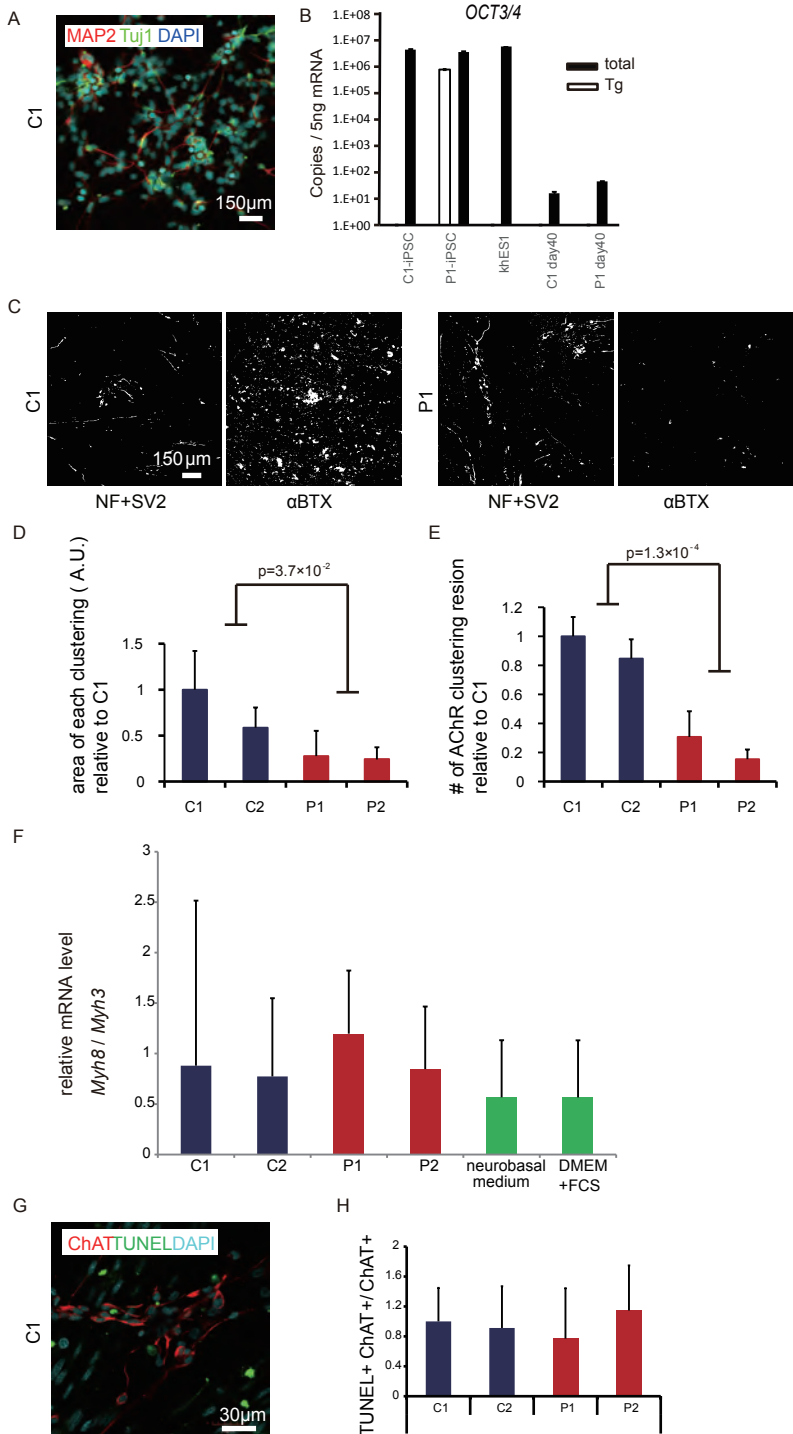 A
MAP2 Tuj1 DAPI
C1
150μm
B
OCT3/4
Copies / 5ng mRNA
1.E+08
1.E+07
1.E+06
1.E+05
1.E+04
1.E+03
1.E+02
1.E+01
1.E+00
total
Tg
C1-iPSC
P1-iPSC
khES1
C1 day40
P1 day40
C
C1
150μm
NF+SV2
αBTX
P1
NF+SV2
αBTX
D
p=3.7×10-2
area of each clustering ( A.U.)
relative to C1
1.5
1
0.5
0
C1
C2
P1
P2
E
p=1.3×10-4
# of AChR clustering resion
relative to C1
1.2
1
0.8
0.6
0.4
0.2
0
C1
C2
P1
P2
F
relative mRNA level
Myh8 / Myh3
3
2.5
2
1.5
1
0.5
0
C1
C2
P1
P2
neurobasal
medium
DMEM
+FCS
G
ChATTUNELDAPI
C1
30μm
H
TUNEL+ ChAT+/ ChAT+
2
1.6
1.2
0.8
0.4
0
C1
C2
P1
P2